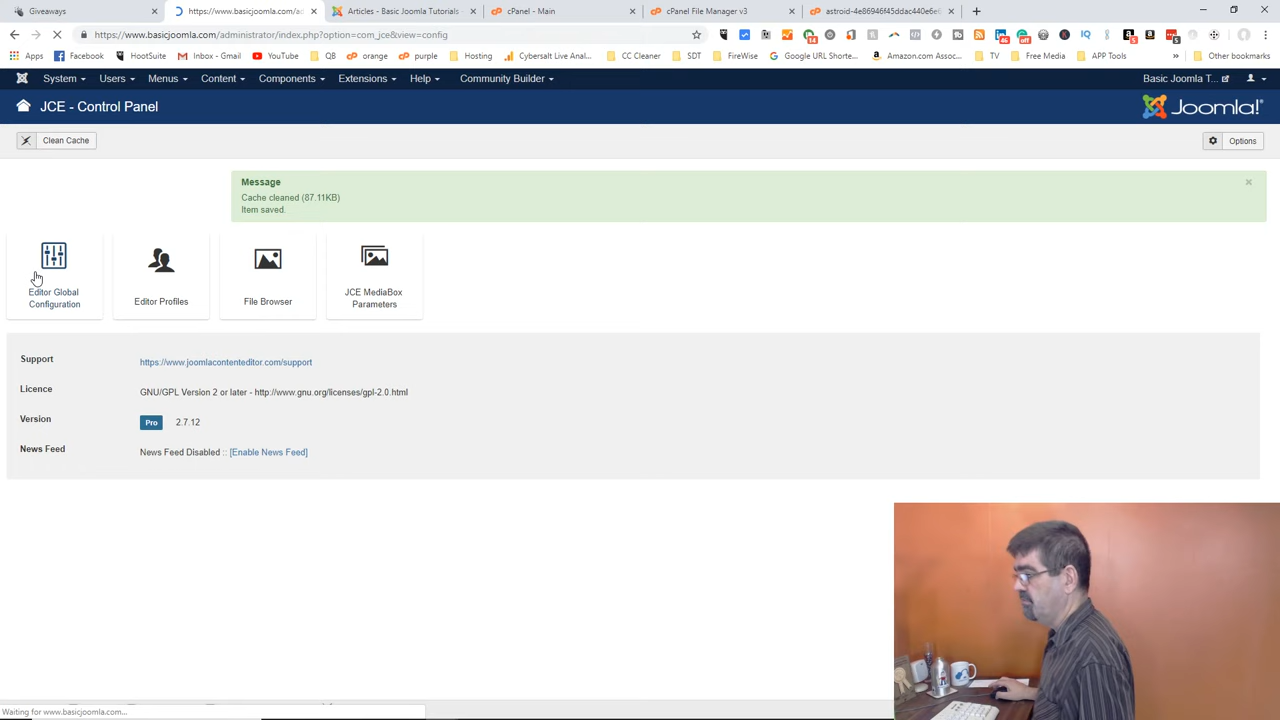 Giveaways
https://www.basicjoomla.com/ad
Articles - Basic Joomla Tutorials
cPanel - Main
cPanel File Manager v3
astroid-4e86946f45ddac440e6e6
https://www.basicjoomla.com/administrator/index.php?option=com_jce&view=config
Apps
HootSuite
Inbox - Gmail
YouTube
QB
orange
Facebook
purple
Hosting
CC Cleaner
SDT
FireWise
Cybersalt Live Anal...
Google URL Shorte...
Amazon.com Assoc...
TV
Free Media
APP Tools
Other bookmarks
System
Users
Menus
Content
Components
Extensions
Help
Community Builder
Basic Joomla T...
JCE - Control Panel
Joomla!
Clean Cache
Options
Message
Cache cleaned (87.11KB)
Item saved.
Editor Global
Configuration
Editor Profiles
File Browser
JCE MediaBox
Parameters
Support
https://www.joomlacontenteditor.com/support
Licence
GNU/GPL Version 2 or later - http://www.gnu.org/licenses/gpl-2.0.html
Version
Pro
2.7.12
News Feed
News Feed Disabled :: [Enable News Feed]
Waiting for www.basicjoomla.com...